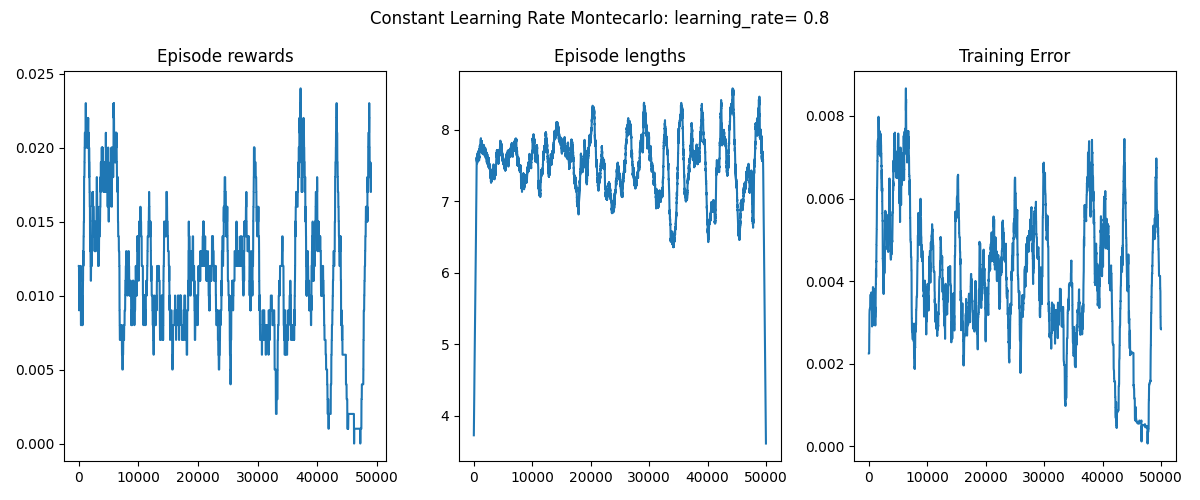 Constant Learning Rate Montecarlo: learning_rate= 0.8
Episode rewards
0.025
0.020
0.015
0.010
0.005
0.000
0 10000 20000 30000 40000 50000
Episode lengths
8
7
6
5
4
0 10000 20000 30000 40000 50000
Training Error
0.008
0.006
0.004
0.002
0.000
0 10000 20000 30000 40000 50000